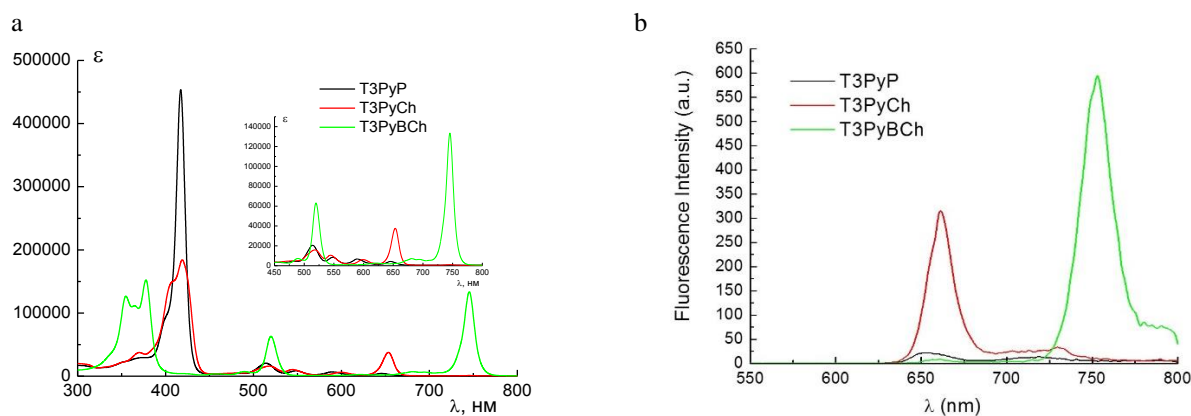 a
ε
500000
400000
300000
200000
100000
0
300 400 500 600 700 800
λ, нм
T3PyP
T3PyCh
T3PyBCh
ε
140000
120000
100000
80000
60000
40000
20000
0
450 500 550 600 650 700 750 800
λ, нм
b
Fluorescence Intensity (a.u.)
650
600
550
500
450
400
350
300
250
200
150
100
50
0
550 600 650 700 750 800
λ (nm)
T3PyP
T3PyCh
T3PyBCh